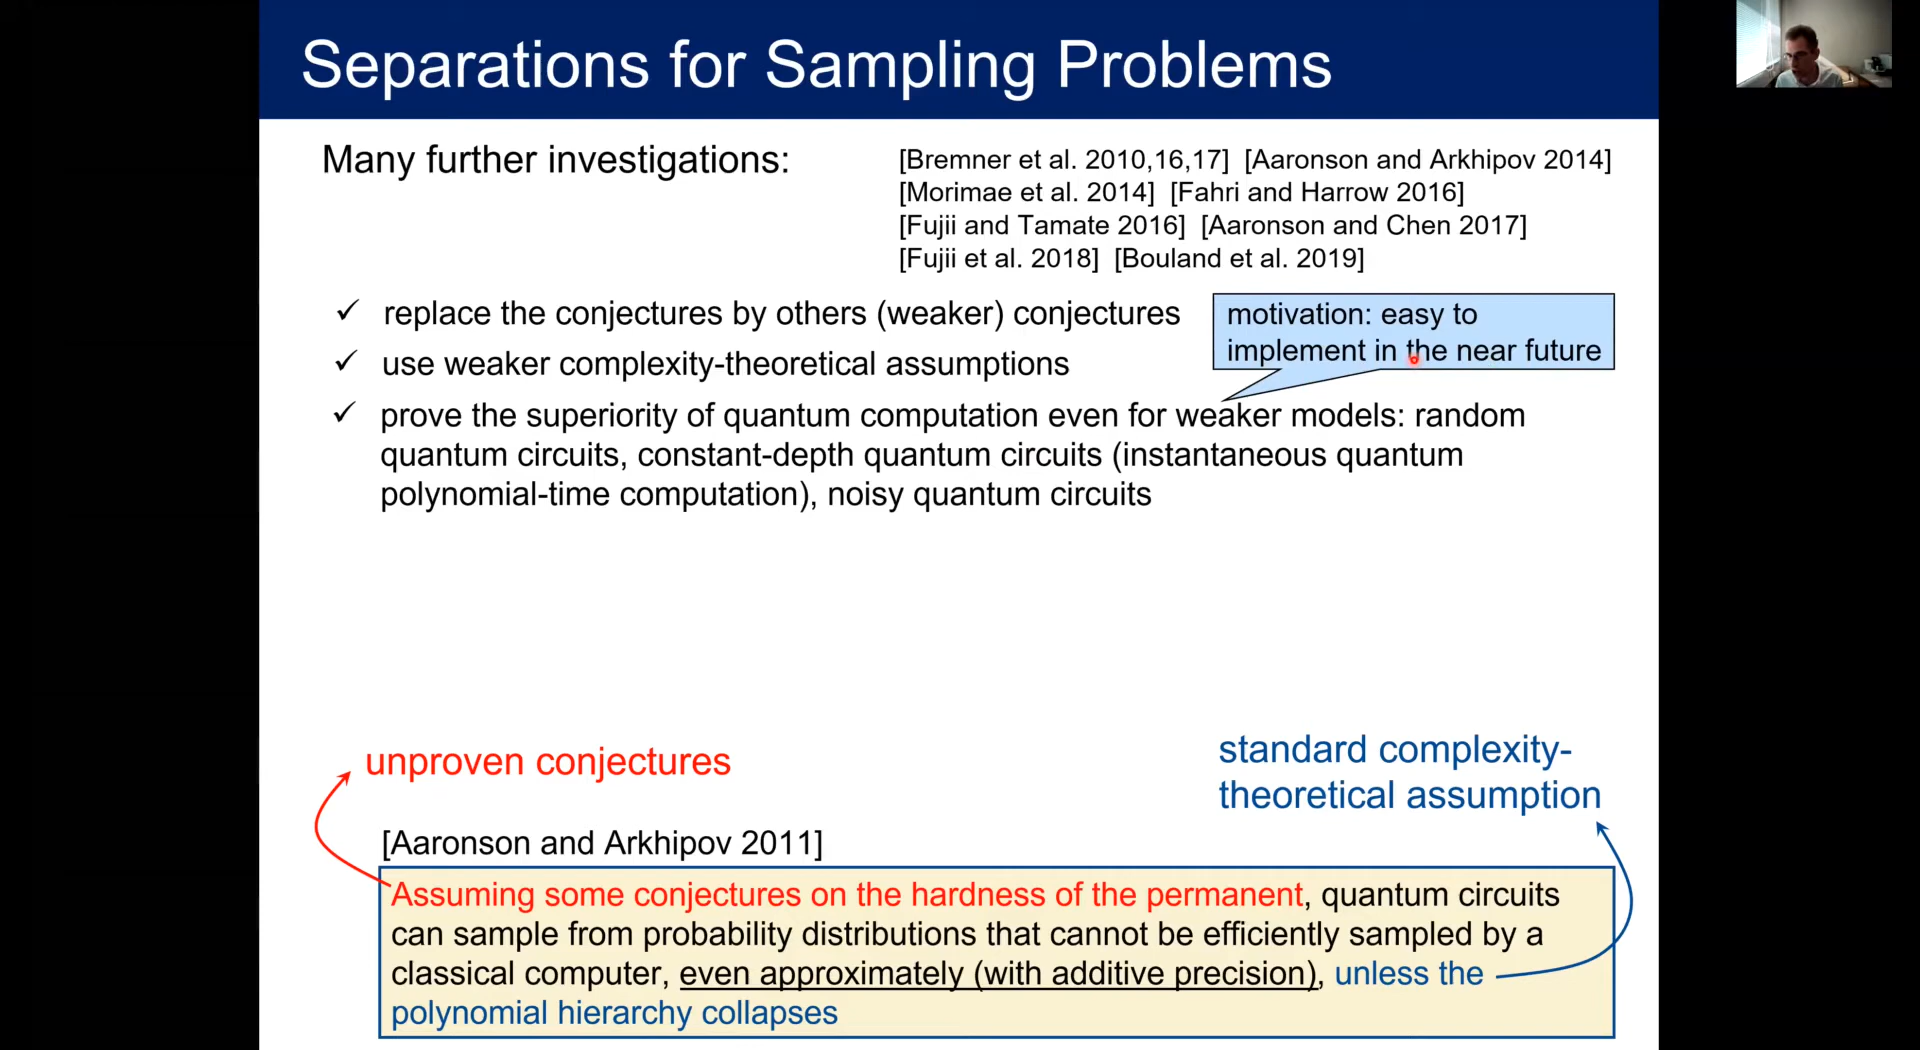 Separations for Sampling Problems
Many further investigations:
[Bremner et al. 2010,16,17] [Aaronson and Arkhipov 2014]
[Morimae et al. 2014] [Fahri and Harrow 2016]
[Fujii and Tamate 2016] [Aaronson and Chen 2017]
[Fujii et al. 2018] [Bouland et al. 2019]
✓ replace the conjectures by others (weaker) conjectures
motivation: easy to
implement in the near future
✓ use weaker complexity-theoretical assumptions
✓ prove the superiority of quantum computation even for weaker models: random
quantum circuits, constant-depth quantum circuits (instantaneous quantum
polynomial-time computation), noisy quantum circuits
unproven conjectures
standard complexity-
theoretical assumption
[Aaronson and Arkhipov 2011]
Assuming some conjectures on the hardness of the permanent, quantum circuits
can sample from probability distributions that cannot be efficiently sampled by a
classical computer, even approximately (with additive precision), unless the
polynomial hierarchy collapses